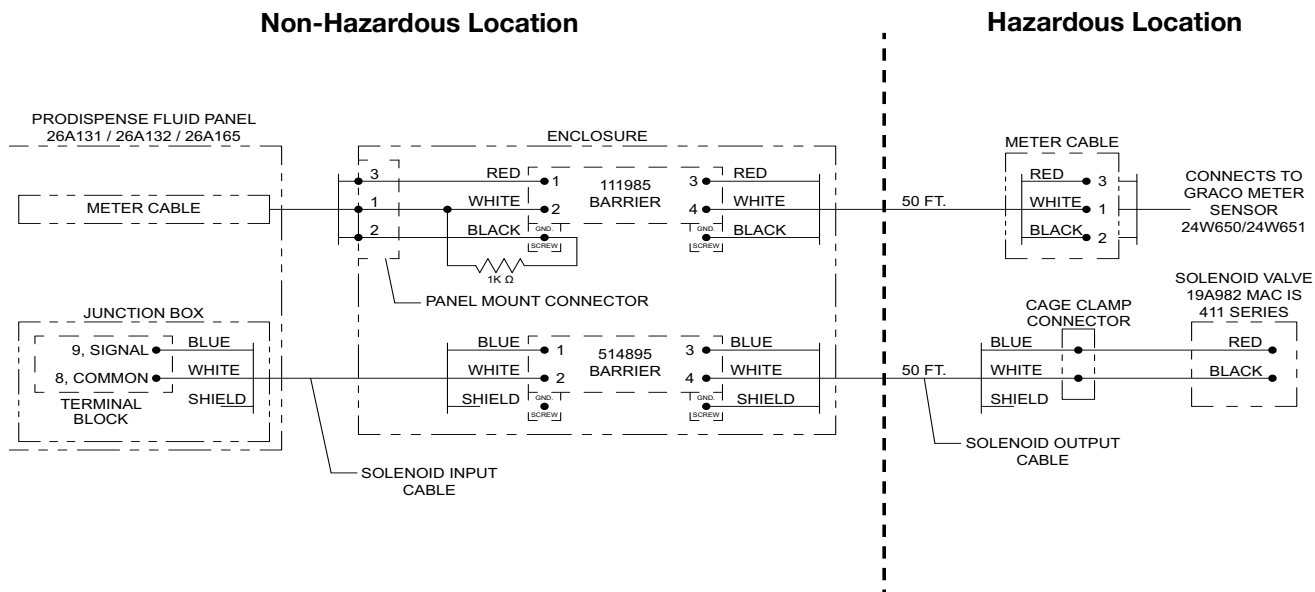 Non-Hazardous Location
Hazardous Location
PRODISPENSE FLUID PANEL
26A131 / 26A132 / 26A165
METER CABLE
JUNCTION BOX
9, SIGNAL
BLUE
8, COMMON
WHITE
SHIELD
TERMINAL
BLOCK
SOLENOID INPUT
CABLE
ENCLOSURE
3
RED
1
1
WHITE
2
2
BLACK
GND.
SCREW
111985
BARRIER
3
RED
4
WHITE
GND.
BLACK
SCREW
1K Ω
PANEL MOUNT CONNECTOR
BLUE
1
WHITE
2
SHIELD
GND.
SCREW
514895
BARRIER
3
BLUE
4
WHITE
GND.
SHIELD
SCREW
50 FT.
50 FT.
METER CABLE
RED
3
WHITE
1
BLACK
2
CONNECTS TO
GRACO METER
SENSOR
24W650/24W651
CAGE CLAMP
CONNECTOR
SOLENOID VALVE
19A982 MAC IS
411 SERIES
BLUE
RED
WHITE
BLACK
SHIELD
SOLENOID OUTPUT
CABLE